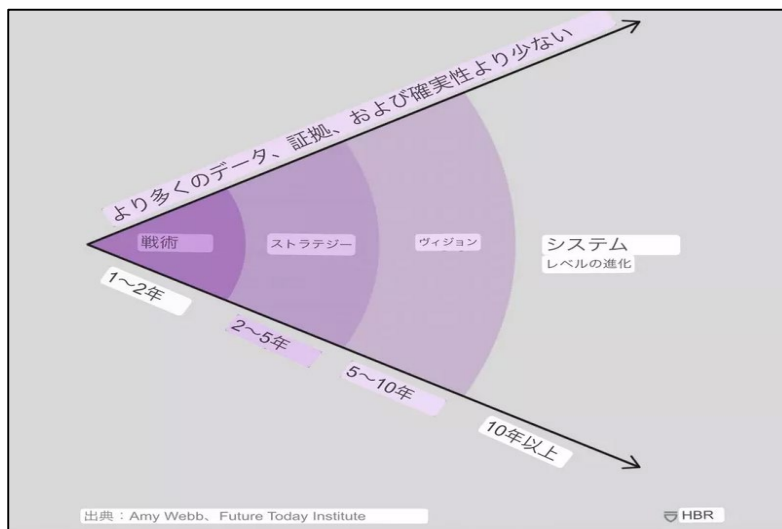 より多くのデータ、証拠、および確実性より少ない
戦術
ストラテジー
ヴィジョン
システム
レベルの進化
1〜2年
2〜5年
5〜10年
10年以上
出典：Amy Webb、Future Today Institute
HBR